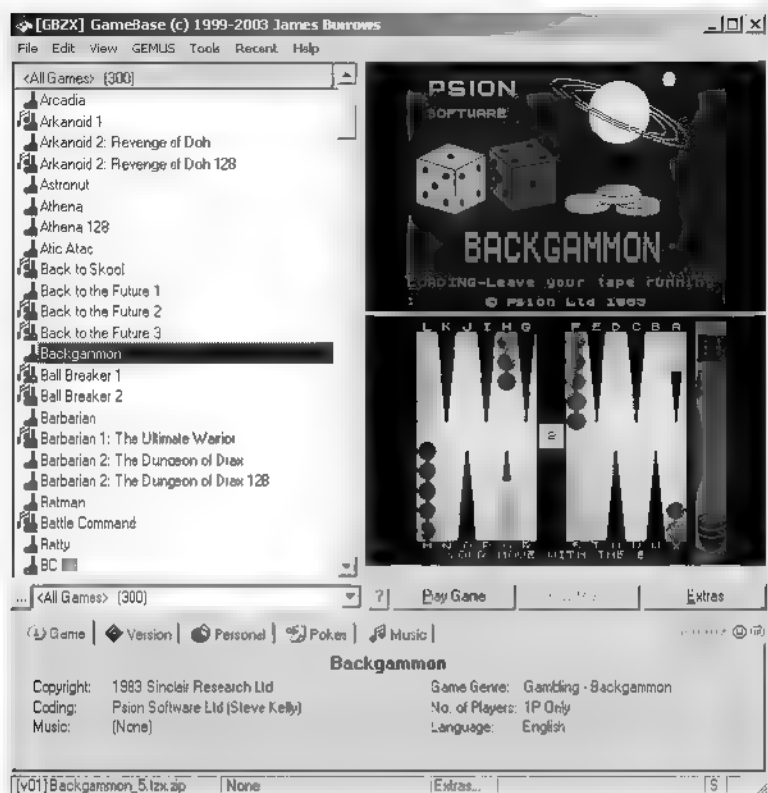 [GBZX] GameBase (c) 1999-2003 James Burrows
File Edit View GEMUS Tools Recent Help
<All Games> (300)
Arcadia
Arkanoid 1
Arkanoid 2: Revenge of Doh
Arkanoid 2: Revenge of Doh 128
Astronut
Athena
Athena 128
Atic Atac
Back to Skool
Back to the Future 1
Back to the Future 2
Back to the Future 3
Backgammon
Ball Breaker 1
Ball Breaker 2
Barbarian
Barbarian 1: The Ultimate Warrior
Barbarian 2: The Dungeon of Drax
Barbarian 2: The Dungeon of Drax 128
Batman
Battle Command
Batty
BC
PSION
SOFTWARE
BACKGAMMON
LOADING-Leave your tape running
© Psion Ltd 1983
L K J I H G F E D C B A
2
M N O P Q R S T U V W X
YOUR MOVE WITH THE
... <All Games> (300)
? Play Game Extras
Game Version Personal Pokes Music
Backgammon
Copyright: 1983 Sinclair Research Ltd
Game Genre: Gambling - Backgammon
Coding: Psion Software Ltd (Steve Kelly)
No. of Players: 1P Only
Music: (None)
Language: English
[v01] Backgammon_5.tzx.zip None Extras... S